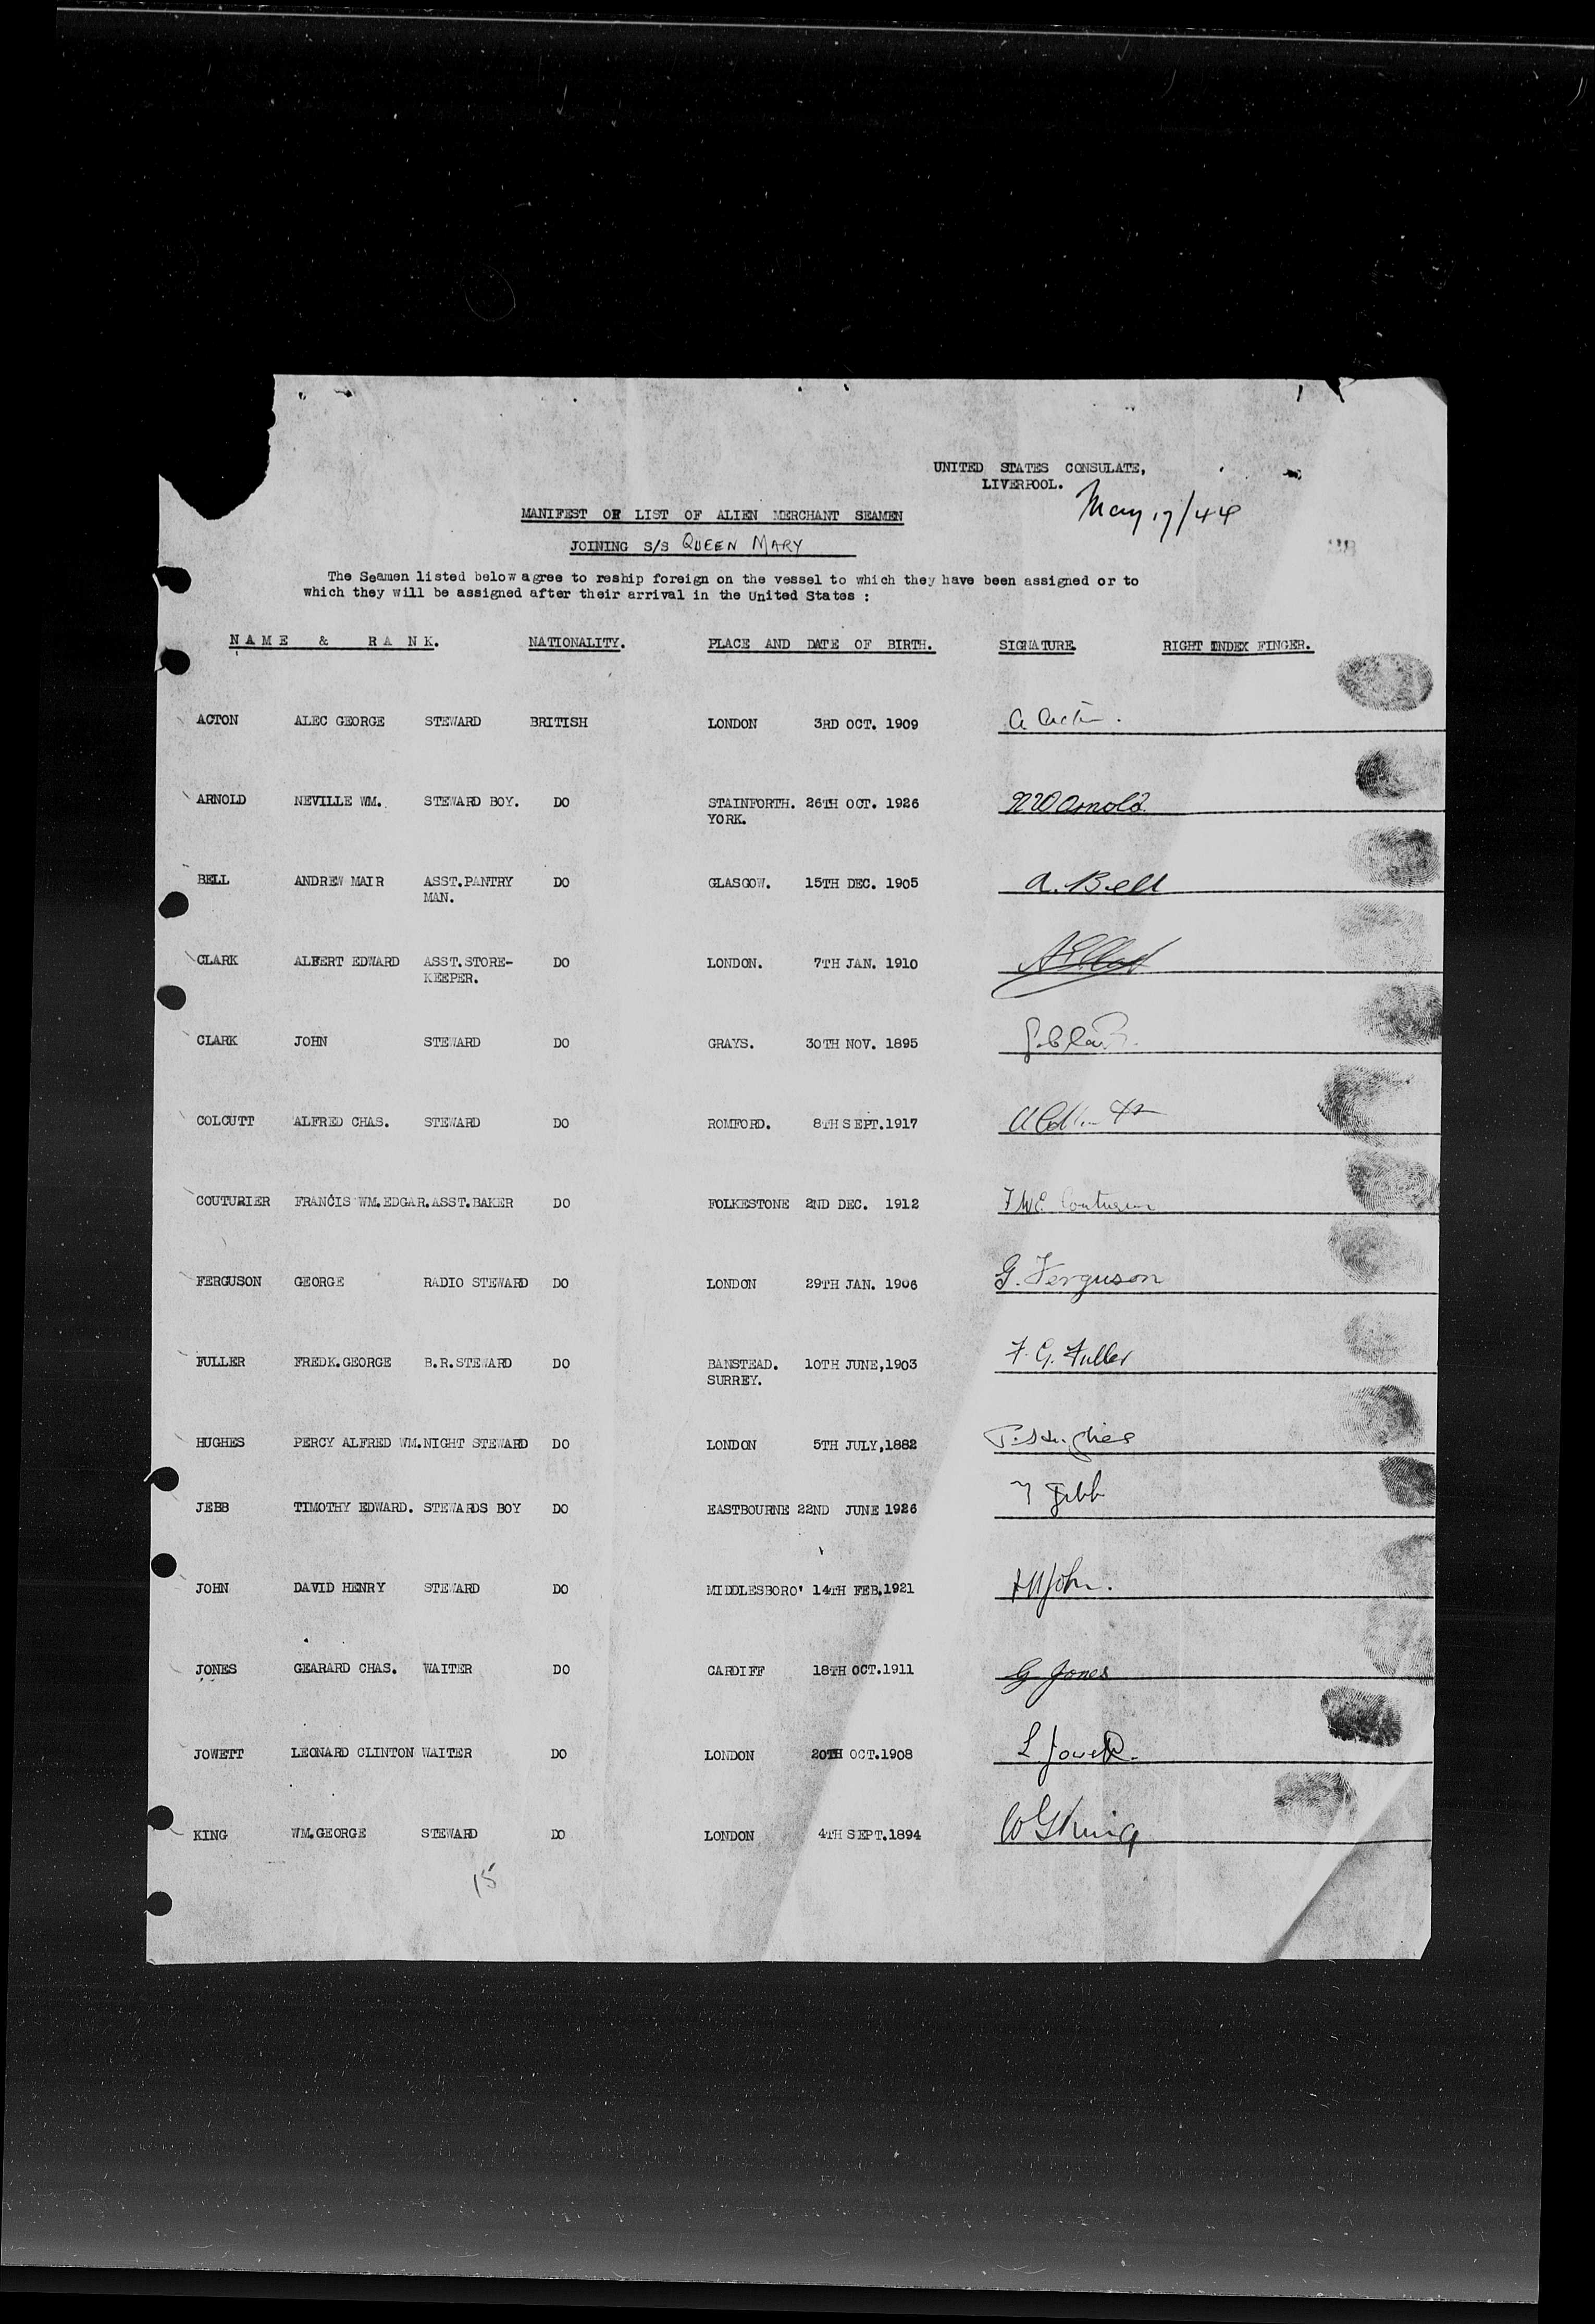 UNITED STATES CONSULATE,
LIVERPOOL.
May 17/44
MANIFEST OR LIST OF ALIEN MERCHANT SEAMEN
JOINING S/S QUEEN MARY
38
The Seamen listed below agree to reship foreign on the vessel to which they have been assigned or to
which they will be assigned after their arrival in the United States :
NAME & RANK. NATIONALITY. PLACE AND DATE OF BIRTH. SIGNATURE. RIGHT INDEX FINGER.
ACTON ALEC GEORGE STEWARD BRITISH LONDON 3RD OCT. 1909 A Acton.
ARNOLD NEVILLE WM. STEWARD BOY. DO STAINFORTH. 26TH OCT. 1926 N W Arnold.
YORK.
BELL ANDREW MAIR ASST.PANTRY DO GLASGOW. 15TH DEC. 1905 A. Bell
MAN.
CLARK ALBERT EDWARD ASST.STORE- DO LONDON. 7TH JAN. 1910
KEEPER.
CLARK JOHN STEWARD DO GRAYS. 30TH NOV. 1895
COLCUTT ALFRED CHAS. STEWARD DO ROMFORD. 8TH SEPT.1917
COUTURIER FRANCIS WM.EDGAR.ASST.BAKER DO FOLKESTONE 2ND DEC. 1912 F.W.E. Couturier
FERGUSON GEORGE RADIO STEWARD DO LONDON 29TH JAN. 1906 G. Ferguson
FULLER FREDK.GEORGE B.R.STEWARD DO BANSTEAD. 10TH JUNE,1903 F. G. Fuller
SURREY.
HUGHES PERCY ALFRED WM.NIGHT STEWARD DO LONDON 5TH JULY,1882
JEBB TIMOTHY EDWARD. STEWARDS BOY DO EASTBOURNE 22ND JUNE 1926 T Jebb
JOHN DAVID HENRY STEWARD DO MIDDLESBORO' 14TH FEB.1921 John.
JONES GEARARD CHAS. WAITER DO CARDIFF 18TH OCT.1911 G Jones
JOWETT LEONARD CLINTON WAITER DO LONDON 20TH OCT.1908 L Jowett.
KING WM.GEORGE STEWARD DO LONDON 4TH SEPT.1894 W G King
15